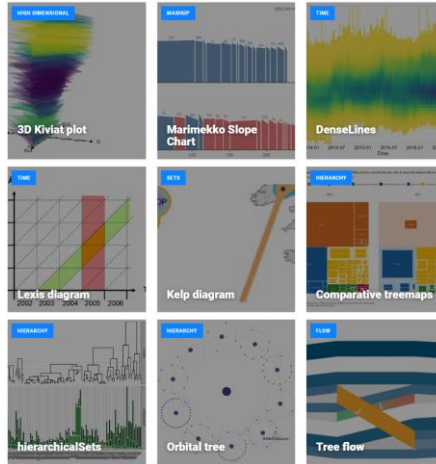 HIGH DIMENSIONAL
3D Kiviat plot
MASHUP
Marimekko Slope
Chart
TIME
DenseLines
Time
TIME
Lexis diagram
2002 2003 2004 2005 2006
SETS
Kelp diagram
HIERARCHY
Comparative treemaps
HIERARCHY
hierarchicalSets
HIERARCHY
Orbital tree
FLOW
Tree flow